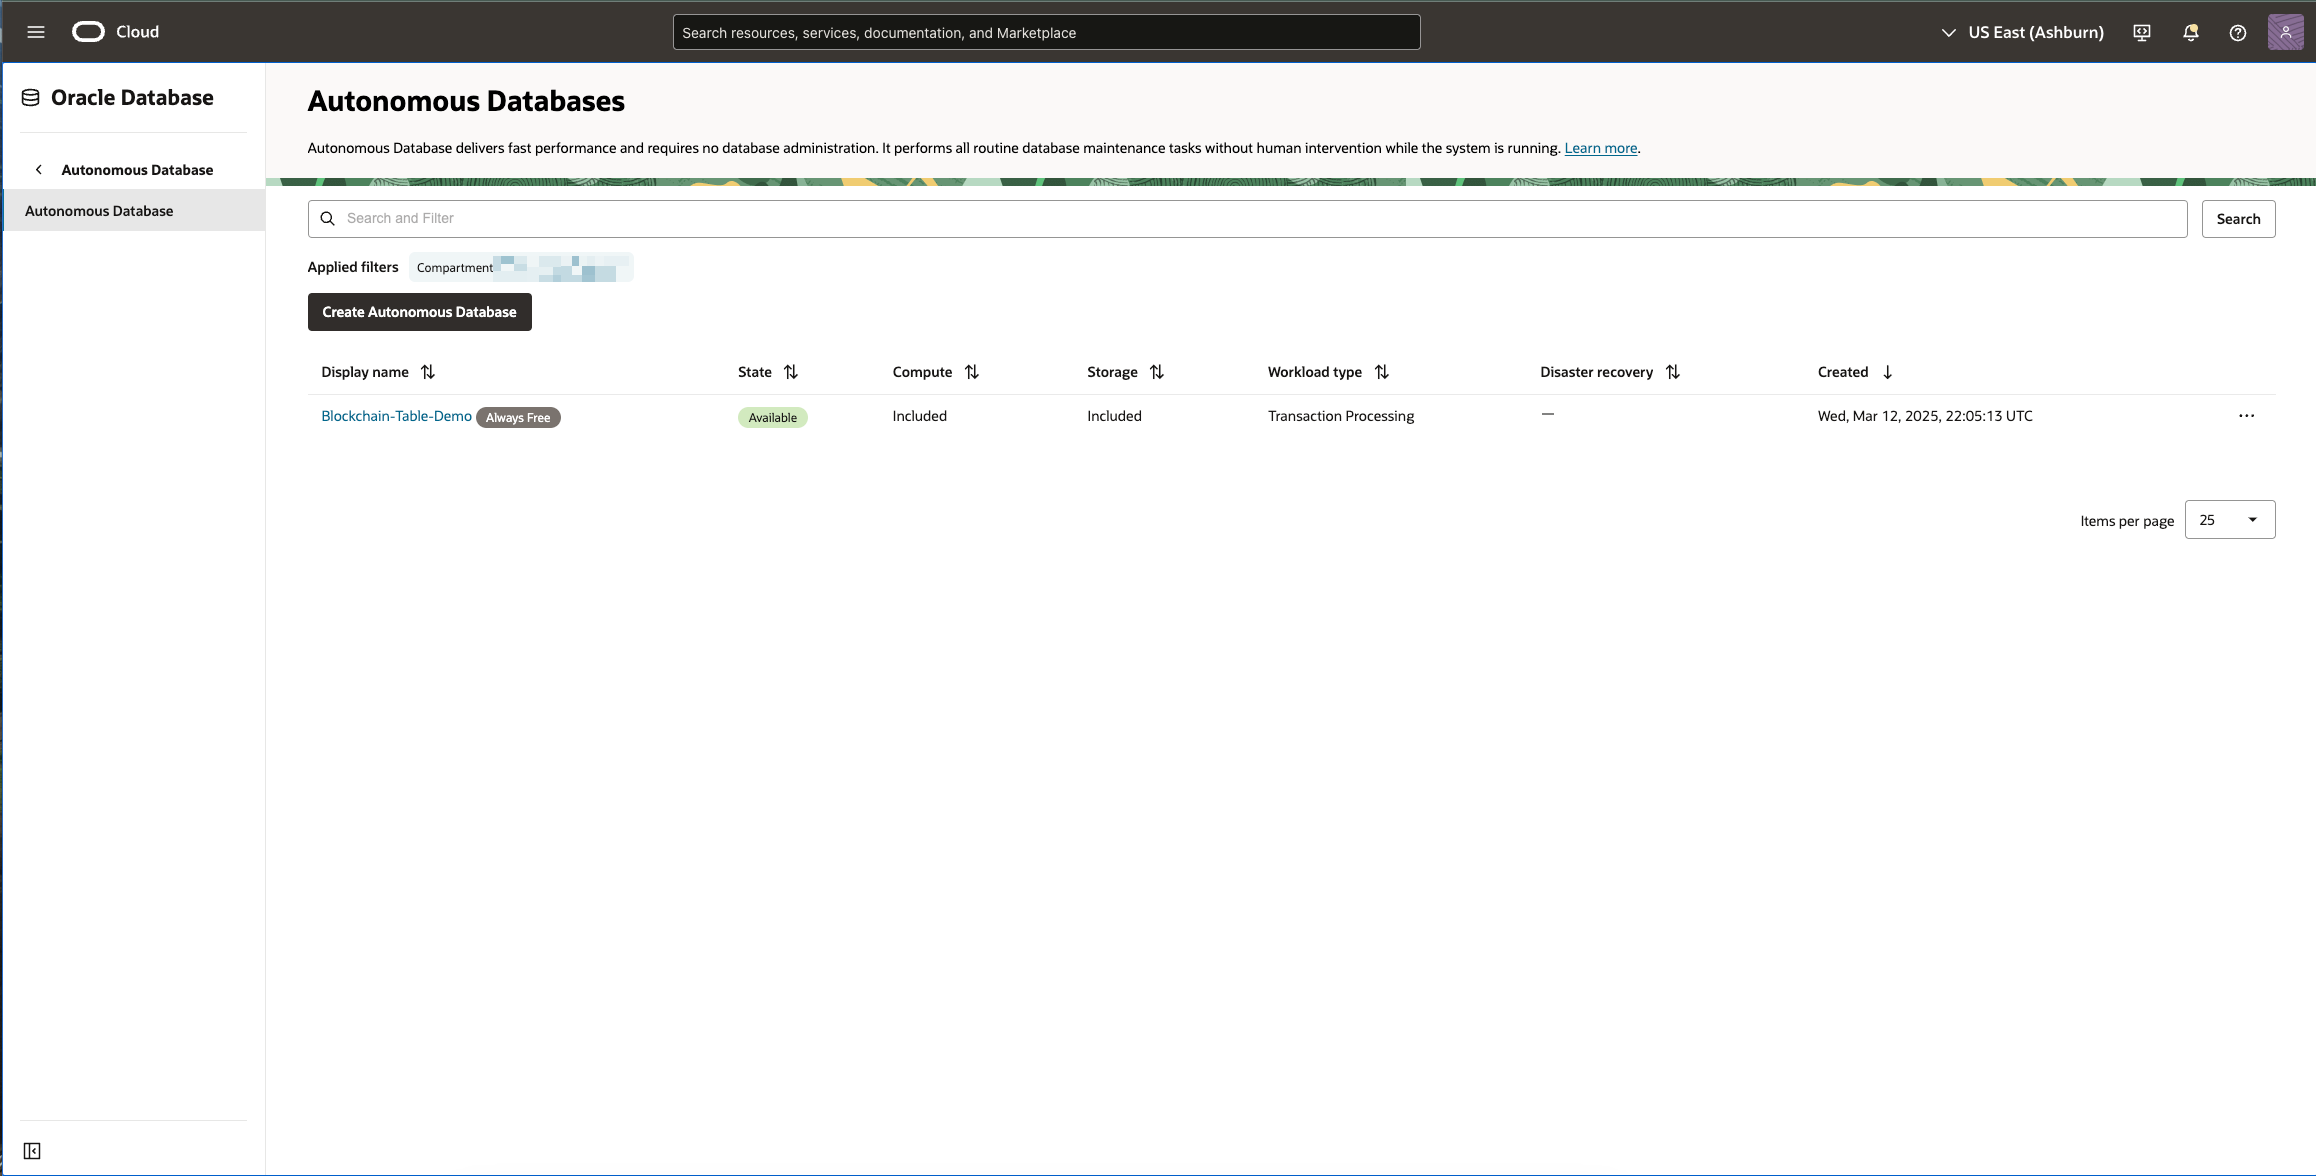 Cloud
Search resources, services, documentation, and Marketplace
US East (Ashburn)
Oracle Database
Autonomous Database
Autonomous Database
Autonomous Databases
Autonomous Database delivers fast performance and requires no database administration. It performs all routine database maintenance tasks without human intervention while the system is running. Learn more.
Search and Filter
Search
Applied filters Compartment
Create Autonomous Database
Display name State Compute Storage Workload type Disaster recovery Created
Blockchain-Table-Demo Always Free Available Included Included Transaction Processing — Wed, Mar 12, 2025, 22:05:13 UTC
Items per page 25